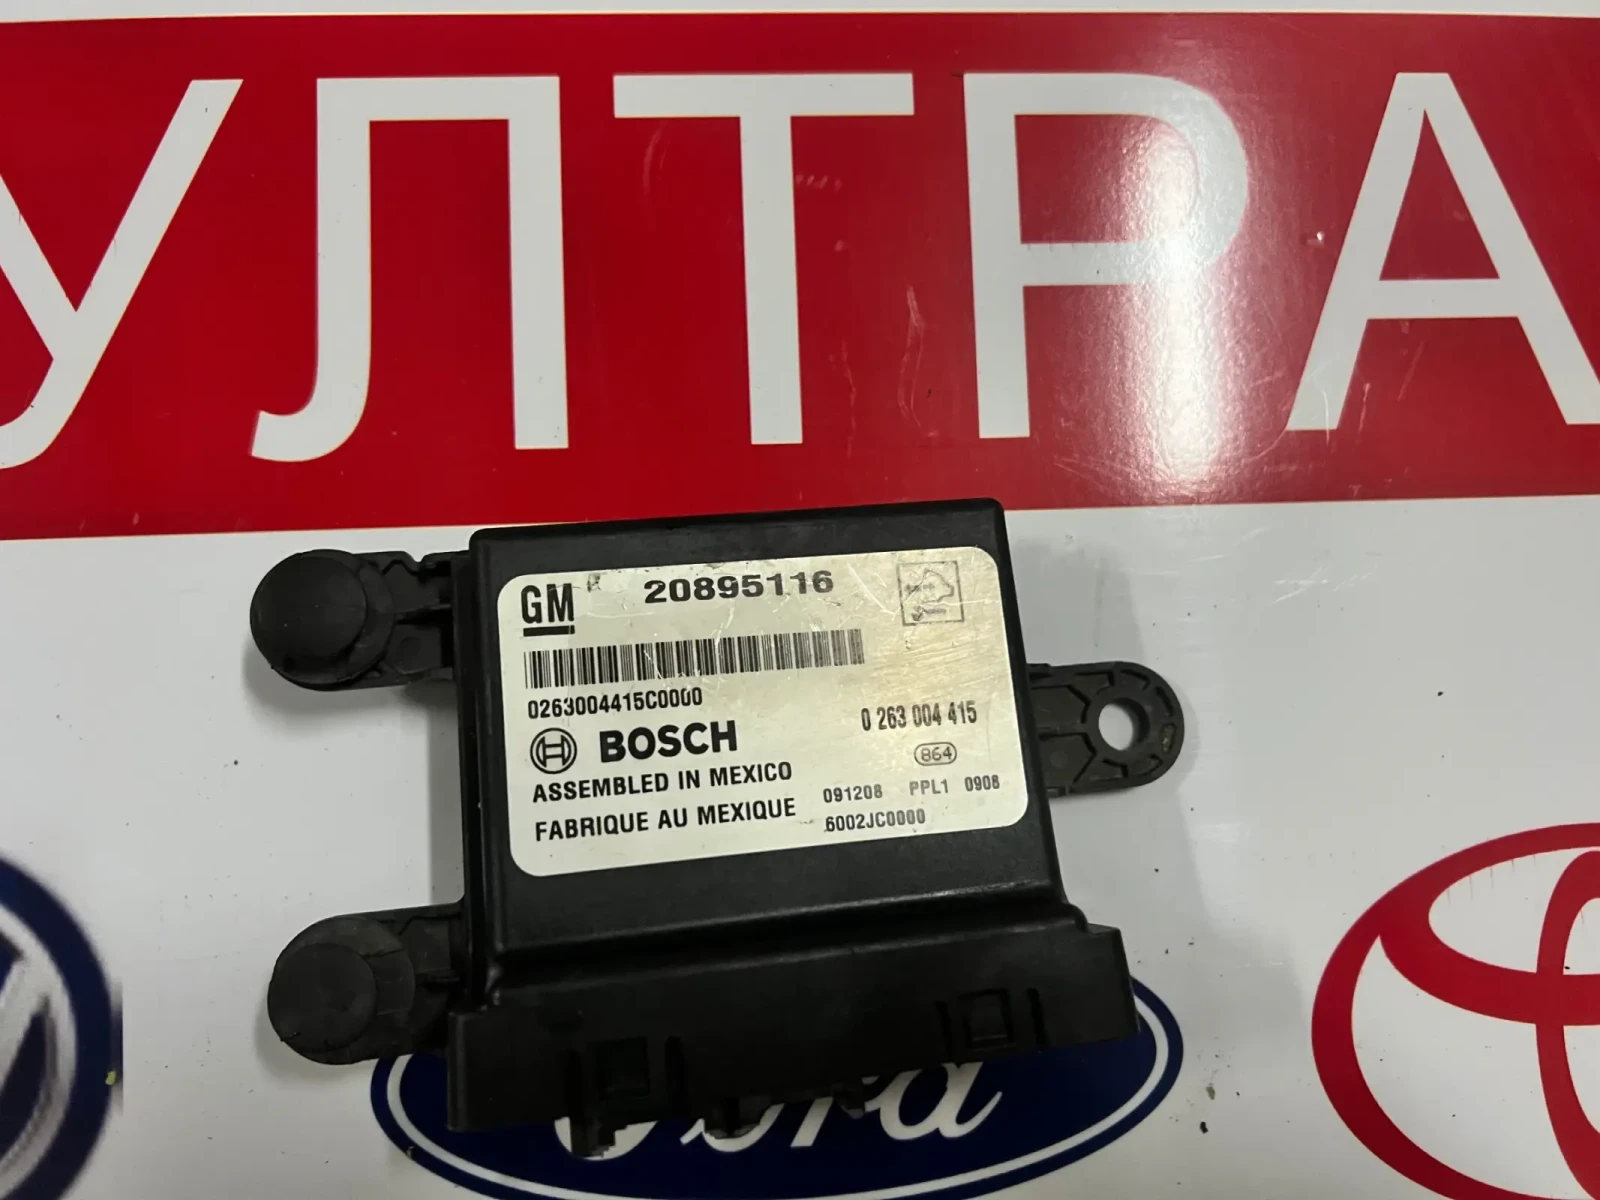 УЛТРА
GM 20895116
0263004415C0000
BOSCH 0 263 004 415
864
ASSEMBLED IN MEXICO
091208 PPL1 0908
FABRIQUE AU MEXIQUE
6002JC0000